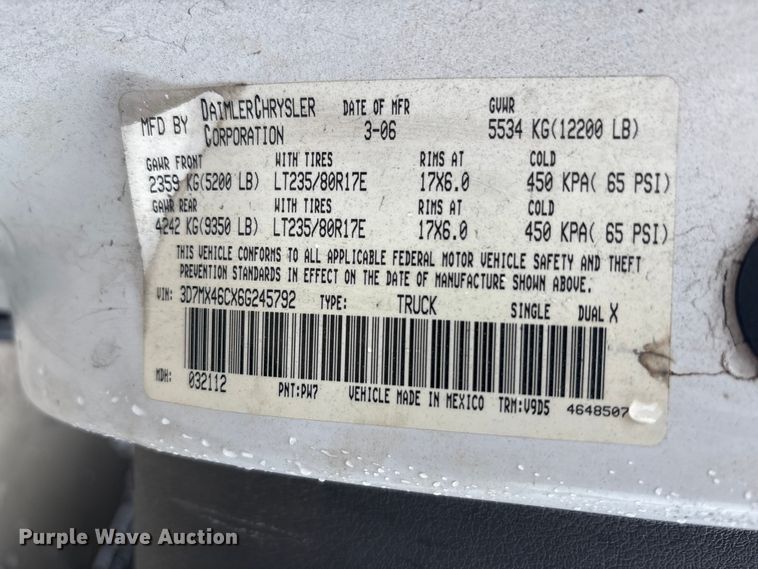 MFD BY DAIMLERCHRYSLER CORPORATION DATE OF MFR 3-06 GVWR 5534 KG(12200 LB)
GAWR FRONT WITH TIRES RIMS AT COLD
2359 KG(5200 LB) LT235/80R17E 17X6.0 450 KPA( 65 PSI)
GAWR REAR WITH TIRES RIMS AT COLD
4242 KG(9350 LB) LT235/80R17E 17X6.0 450 KPA( 65 PSI)
THIS VEHICLE CONFORMS TO ALL APPLICABLE FEDERAL MOTOR VEHICLE SAFETY AND THEFT
PREVENTION STANDARDS IN EFFECT ON THE DATE OF MANUFACTURE SHOWN ABOVE.
VIN: 3D7MX46CX6G245792 TYPE: TRUCK SINGLE DUAL X
MDH: 032112 PNT:PW7 VEHICLE MADE IN MEXICO TRM:V9D5 4648507
Purple Wave Auction